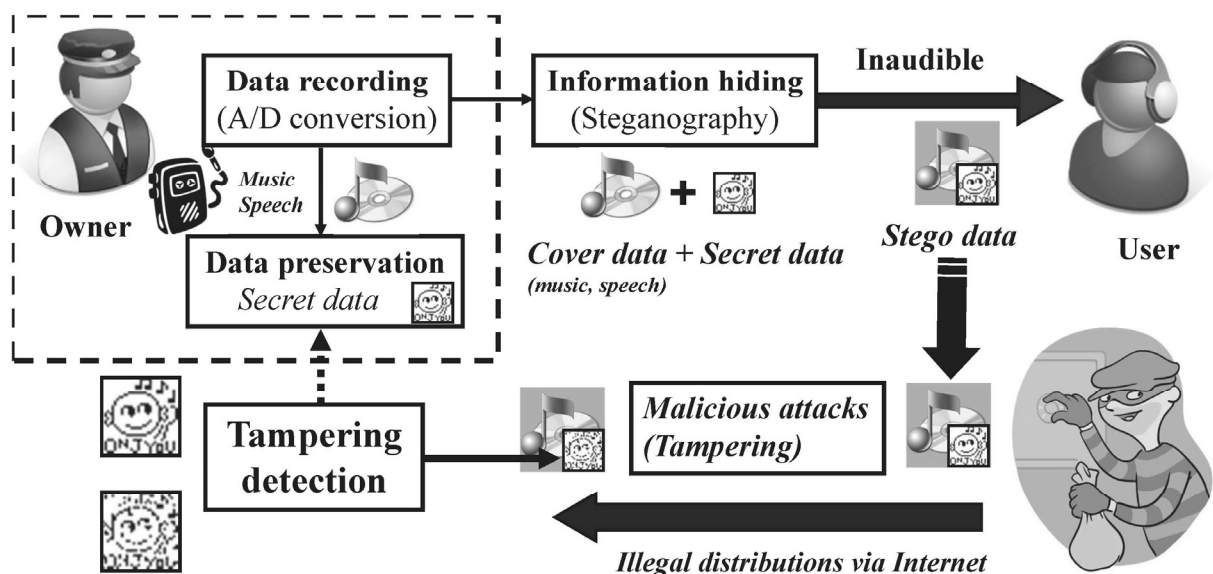 Data recording
(A/D conversion)
Information hiding
(Steganography)
Inaudible
Music
Speech
Owner
Data preservation
Secret data
Cover data + Secret data
(music, speech)
Stego data
User
Tampering
detection
Malicious attacks
(Tampering)
Illegal distributions via Internet